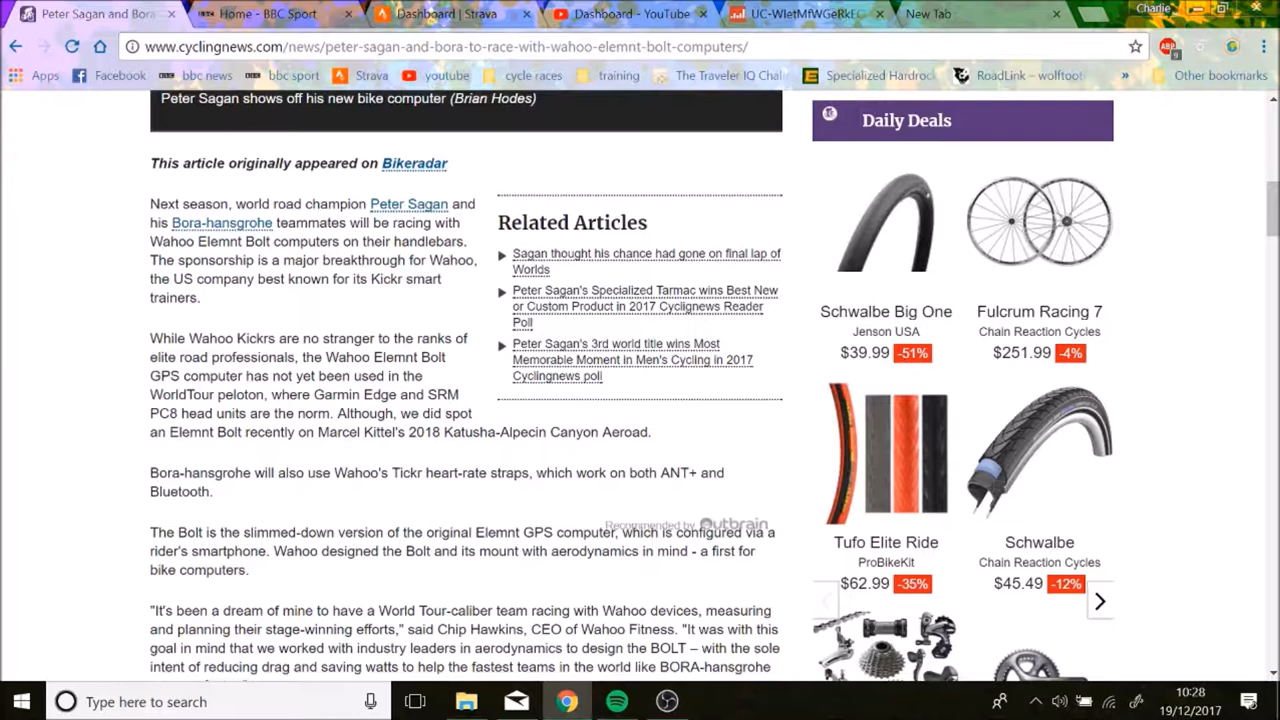 Peter Sagan and Bora
Home - BBC Sport
Dashboard | Strava
Dashboard - YouTube
UC-WIetMfWGeRkEC
New Tab
Charlie
www.cyclingnews.com/news/peter-sagan-and-bora-to-race-with-wahoo-elemnt-bolt-computers/
ABP
9
Apps
Facebook
bbc news
bbc sport
Strava
youtube
cycle races
training
The Traveler IQ Chal
Specialized Hardroc
RoadLink – wolftoot
»
Other bookmarks
Peter Sagan shows off his new bike computer (Brian Hodes)
This article originally appeared on Bikeradar
Next season, world road champion Peter Sagan and
his Bora-hansgrohe teammates will be racing with
Wahoo Elemnt Bolt computers on their handlebars.
The sponsorship is a major breakthrough for Wahoo,
the US company best known for its Kickr smart
trainers.
While Wahoo Kickrs are no stranger to the ranks of
elite road professionals, the Wahoo Elemnt Bolt
GPS computer has not yet been used in the
WorldTour peloton, where Garmin Edge and SRM
PC8 head units are the norm. Although, we did spot
an Elemnt Bolt recently on Marcel Kittel's 2018 Katusha-Alpecin Canyon Aeroad.
Related Articles
Sagan thought his chance had gone on final lap of
Worlds
Peter Sagan's Specialized Tarmac wins Best New
or Custom Product in 2017 Cyclignews Reader
Poll
Peter Sagan's 3rd world title wins Most
Memorable Moment in Men's Cycling in 2017
Cyclingnews poll
Bora-hansgrohe will also use Wahoo's Tickr heart-rate straps, which work on both ANT+ and
Bluetooth.
Recommended by Outbrain
The Bolt is the slimmed-down version of the original Elemnt GPS computer, which is configured via a
rider's smartphone. Wahoo designed the Bolt and its mount with aerodynamics in mind - a first for
bike computers.
"It's been a dream of mine to have a World Tour-caliber team racing with Wahoo devices, measuring
and planning their stage-winning efforts," said Chip Hawkins, CEO of Wahoo Fitness. "It was with this
goal in mind that we worked with industry leaders in aerodynamics to design the BOLT – with the sole
intent of reducing drag and saving watts to help the fastest teams in the world like BORA-hansgrohe
Daily Deals
Schwalbe Big One
Jenson USA
$39.99 -51%
Fulcrum Racing 7
Chain Reaction Cycles
$251.99 -4%
Tufo Elite Ride
ProBikeKit
$62.99 -35%
Schwalbe
Chain Reaction Cycles
$45.49 -12%
Type here to search
10:28
19/12/2017